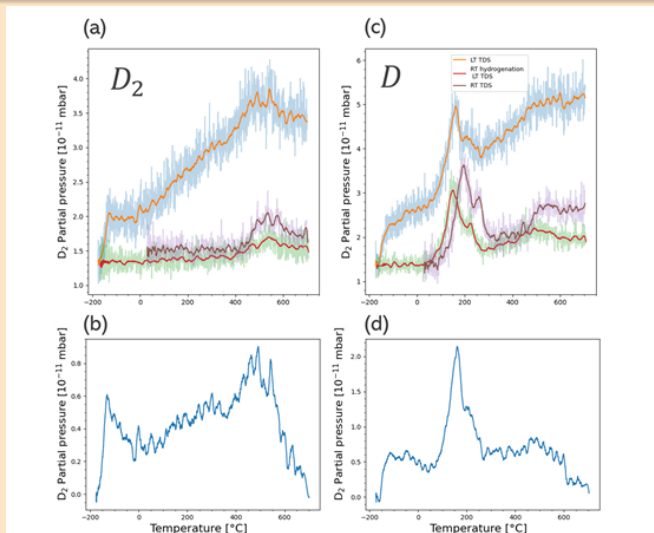 (a)
D₂
D₂ Partial pressure [10⁻¹¹ mbar]
4.0
3.5
3.0
2.5
2.0
1.5
1.0
−200 0 200 400 600
(c)
D
LT TDS
RT hydrogenation
LT TDS
RT TDS
D₂ Partial pressure [10⁻¹¹ mbar]
6
5
4
3
2
1
−200 0 200 400 600
(b)
D₂ Partial pressure [10⁻¹¹ mbar]
0.8
0.6
0.4
0.2
0.0
−200 0 200 400 600
Temperature [°C]
(d)
D₂ Partial pressure [10⁻¹¹ mbar]
2.0
1.5
1.0
0.5
0.0
−200 0 200 400 600
Temperature [°C]